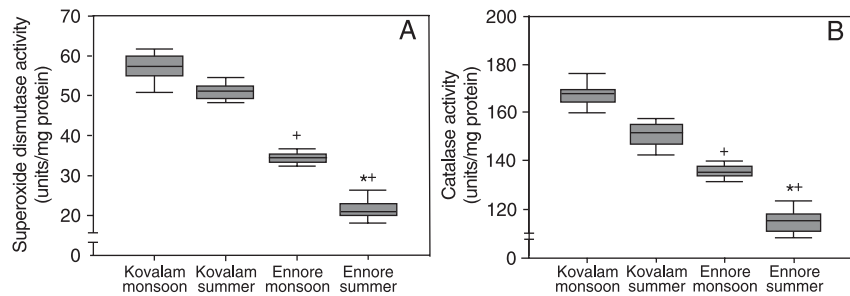 A
Superoxide dismutase activity
(units/mg protein)
70
60
50
40
30
20
0
+
*+
Kovalam monsoon
Kovalam summer
Ennore monsoon
Ennore summer
B
Catalase activity
(units/mg protein)
200
180
160
140
120
100
0
+
*+
Kovalam monsoon
Kovalam summer
Ennore monsoon
Ennore summer